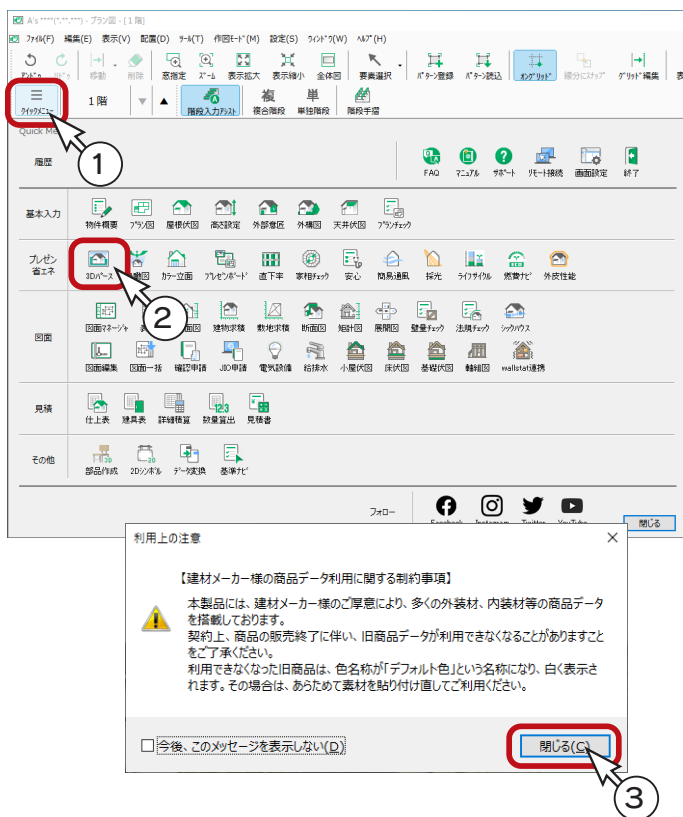 A's ****(*,**.***) - プラン図 - [1 階]
ファイル(F) 編集(E) 表示(V) 配置(D) ツール(T) 作図モード(M) 設定(S) ウィンドウ(W) ヘルプ(H)
アンドゥ リドゥ 移動 削除 窓指定 ズーム 表示拡大 表示縮小 全体図 要素選択 パターン登録 パターン読込 オングリッド 線分にスナップ グリッド編集 表
クイックメニュー 1 階 ▼ ▲ 階段入力アシスト 複 複合階段 単 単独階段 階段手摺
Quick Me
1
履歴
FAQ マニュアル サポート リモート接続 画面設定 終了
基本入力
物件概要 プラン図 屋根伏図 高さ設定 外部意匠 外構図 天井伏図 プランチェック
プレゼン
省エネ
3Dパース カラー立面 プレゼンボード 直下率 家相チェック 安心 簡易通風 採光 ライフサイクル 燃費ナビ 外皮性能
2
図面
図面マネージャ 建物求積 敷地求積 断面図 矩計図 展開図 壁量チェック 法規チェック シックハウス
図面編集 図面一括 確認申請 JIO申請 電気設備 給排水 小屋伏図 床伏図 基礎伏図 軸組図 wallstat連携
見積
仕上表 建具表 詳細積算 数量算出 見積書
その他
部品作成 2Dシンボル データ変換 基準ナビ
フォロー
Facebook Instagram Twitter YouTube
閉じる
利用上の注意
【建材メーカー様の商品データ利用に関する制約事項】
本製品には、建材メーカー様のご厚意により、多くの外装材、内装材等の商品データ
を搭載しております。
契約上、商品の販売終了に伴い、旧商品データが利用できなくなることがありますこと
をご了承ください。
利用できなくなった旧商品は、色名称が「デフォルト色」という名称になり、白く表示さ
れます。その場合は、あらためて素材を貼り付け直してご利用ください。
今後、このメッセージを表示しない(D)
閉じる(C)
3